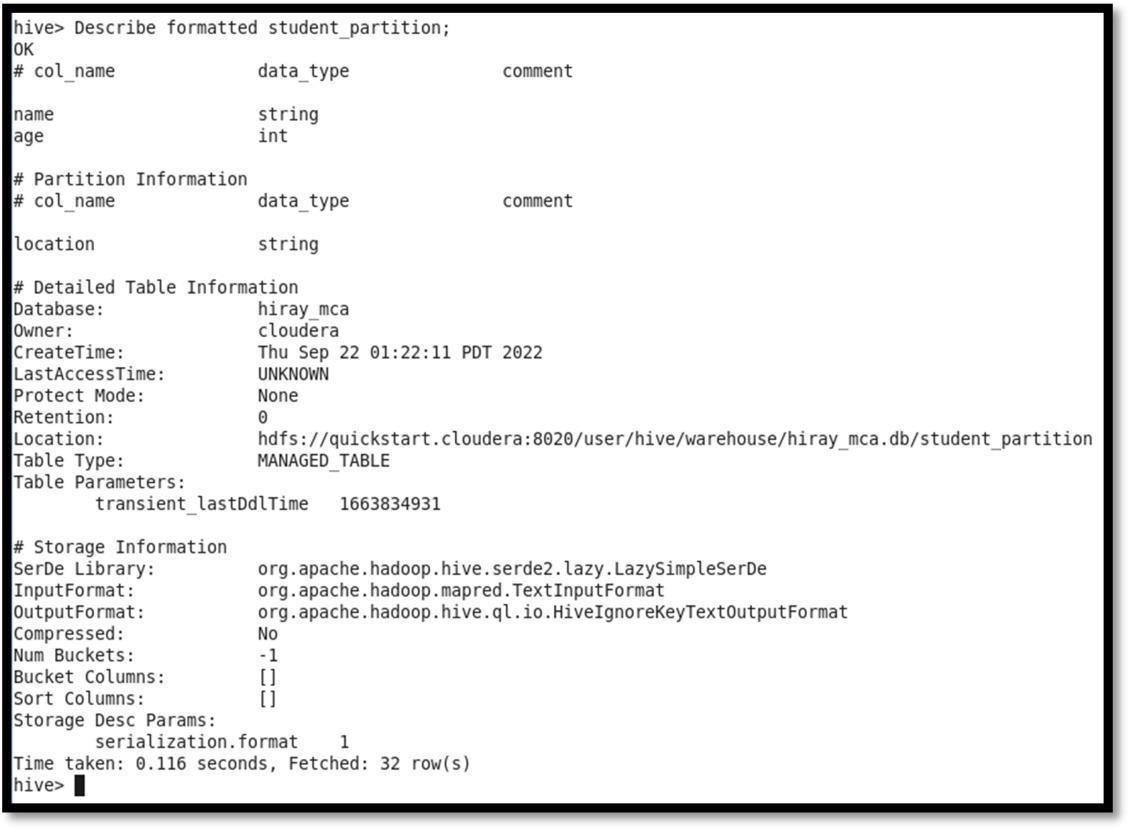 hive> Describe formatted student_partition;
OK
# col_name data_type comment
name string
age int
# Partition Information
# col_name data_type comment
location string
# Detailed Table Information
Database: hiray_mca
Owner: cloudera
CreateTime: Thu Sep 22 01:22:11 PDT 2022
LastAccessTime: UNKNOWN
Protect Mode: None
Retention: 0
Location: hdfs://quickstart.cloudera:8020/user/hive/warehouse/hiray_mca.db/student_partition
Table Type: MANAGED_TABLE
Table Parameters:
transient_lastDdlTime 1663834931
# Storage Information
SerDe Library: org.apache.hadoop.hive.serde2.lazy.LazySimpleSerDe
InputFormat: org.apache.hadoop.mapred.TextInputFormat
OutputFormat: org.apache.hadoop.hive.ql.io.HiveIgnoreKeyTextOutputFormat
Compressed: No
Num Buckets: -1
Bucket Columns: []
Sort Columns: []
Storage Desc Params:
serialization.format 1
Time taken: 0.116 seconds, Fetched: 32 row(s)
hive>